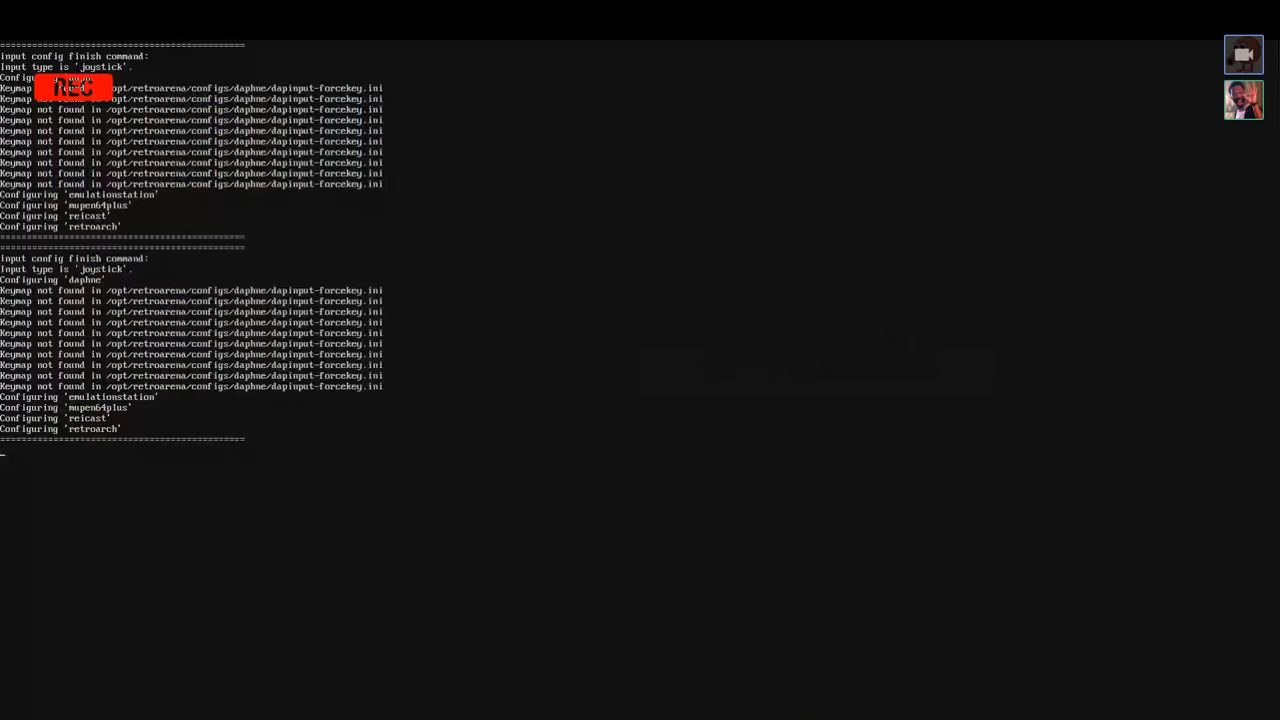 ==============================================
input config finish command:
Input type is 'joystick'.
Configu
REC
Keymap found /opt/retroarena/configs/daphne/dapinput-forcekey.ini
Keymap not found in /opt/retroarena/configs/daphne/dapinput-forcekey.ini
Keymap not found in /opt/retroarena/configs/daphne/dapinput-forcekey.ini
Keymap not found in /opt/retroarena/configs/daphne/dapinput-forcekey.ini
Keymap not found in /opt/retroarena/configs/daphne/dapinput-forcekey.ini
Keymap not found in /opt/retroarena/configs/daphne/dapinput-forcekey.ini
Keymap not found in /opt/retroarena/configs/daphne/dapinput-forcekey.ini
Keymap not found in /opt/retroarena/configs/daphne/dapinput-forcekey.ini
Keymap not found in /opt/retroarena/configs/daphne/dapinput-forcekey.ini
Keymap not found in /opt/retroarena/configs/daphne/dapinput-forcekey.ini
Configuring 'emulationstation'
Configuring 'mupen64plus'
Configuring 'reicast'
Configuring 'retroarch'
==============================================
==============================================
input config finish command:
Input type is 'joystick'.
Configuring 'daphne'
Keymap not found in /opt/retroarena/configs/daphne/dapinput-forcekey.ini
Keymap not found in /opt/retroarena/configs/daphne/dapinput-forcekey.ini
Keymap not found in /opt/retroarena/configs/daphne/dapinput-forcekey.ini
Keymap not found in /opt/retroarena/configs/daphne/dapinput-forcekey.ini
Keymap not found in /opt/retroarena/configs/daphne/dapinput-forcekey.ini
Keymap not found in /opt/retroarena/configs/daphne/dapinput-forcekey.ini
Keymap not found in /opt/retroarena/configs/daphne/dapinput-forcekey.ini
Keymap not found in /opt/retroarena/configs/daphne/dapinput-forcekey.ini
Keymap not found in /opt/retroarena/configs/daphne/dapinput-forcekey.ini
Keymap not found in /opt/retroarena/configs/daphne/dapinput-forcekey.ini
Configuring 'emulationstation'
Configuring 'mupen64plus'
Configuring 'reicast'
Configuring 'retroarch'
==============================================